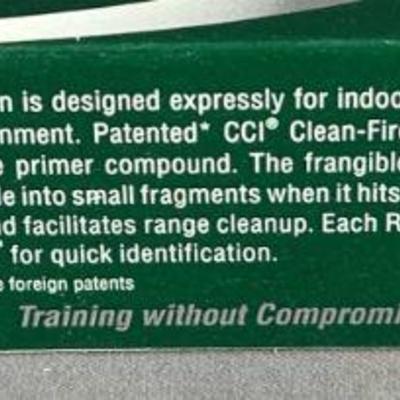 n is designed expressly for indoo
nment. Patented* CCI® Clean-Fire
e primer compound. The frangible
le into small fragments when it hits
nd facilitates range cleanup. Each R
for quick identification.
e foreign patents
Training without Compromi